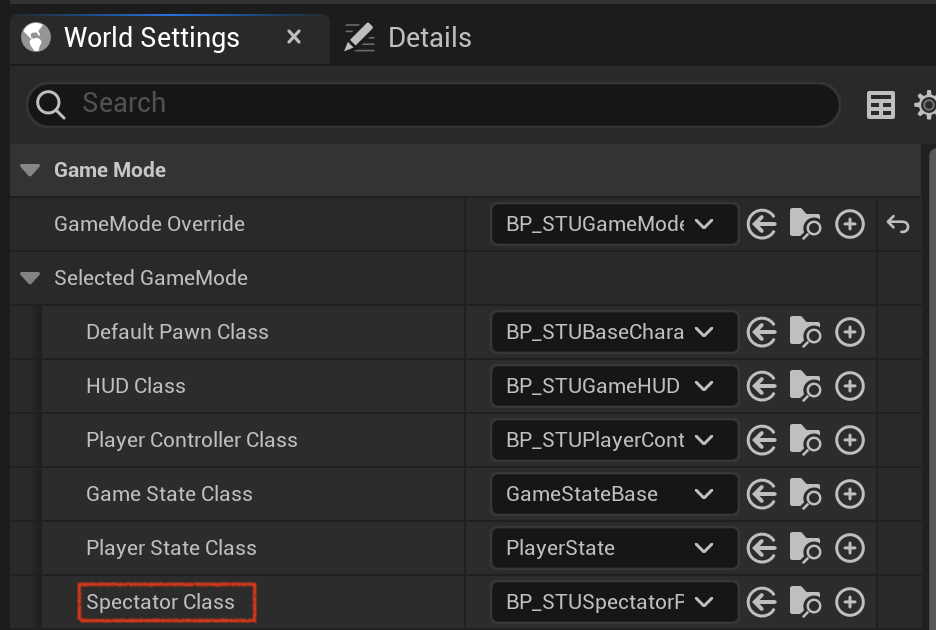 World Settings
Details
Search
Game Mode
GameMode Override BP_STUGameMode
Selected GameMode
Default Pawn Class BP_STUBaseChara
HUD Class BP_STUGameHUD
Player Controller Class BP_STUPlayerCont
Game State Class GameStateBase
Player State Class PlayerState
Spectator Class BP_STUSpectatorP